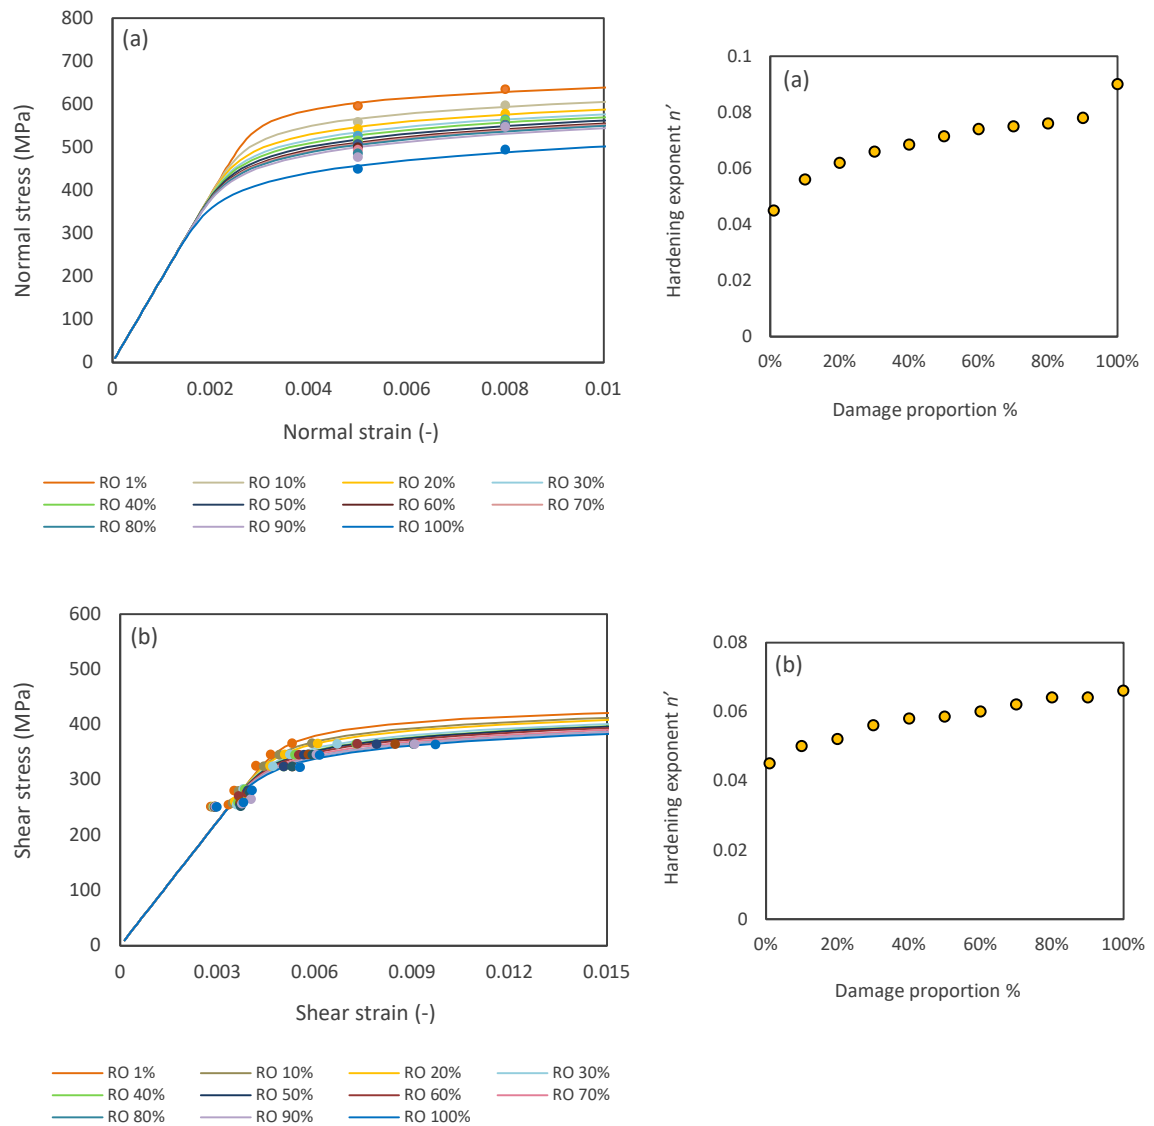 (a)
800
700
600
500
400
300
200
100
0
Normal stress (MPa)
0 0.002 0.004 0.006 0.008 0.01
Normal strain (-)
RO 1% RO 10% RO 20% RO 30%
RO 40% RO 50% RO 60% RO 70%
RO 80% RO 90% RO 100%
(a)
0.1
0.08
0.06
0.04
0.02
0
Hardening exponent n′
0% 20% 40% 60% 80% 100%
Damage proportion %
(b)
600
500
400
300
200
100
0
Shear stress (MPa)
0 0.003 0.006 0.009 0.012 0.015
Shear strain (-)
RO 1% RO 10% RO 20% RO 30%
RO 40% RO 50% RO 60% RO 70%
RO 80% RO 90% RO 100%
(b)
0.08
0.06
0.04
0.02
0
Hardening exponent n′
0% 20% 40% 60% 80% 100%
Damage proportion %